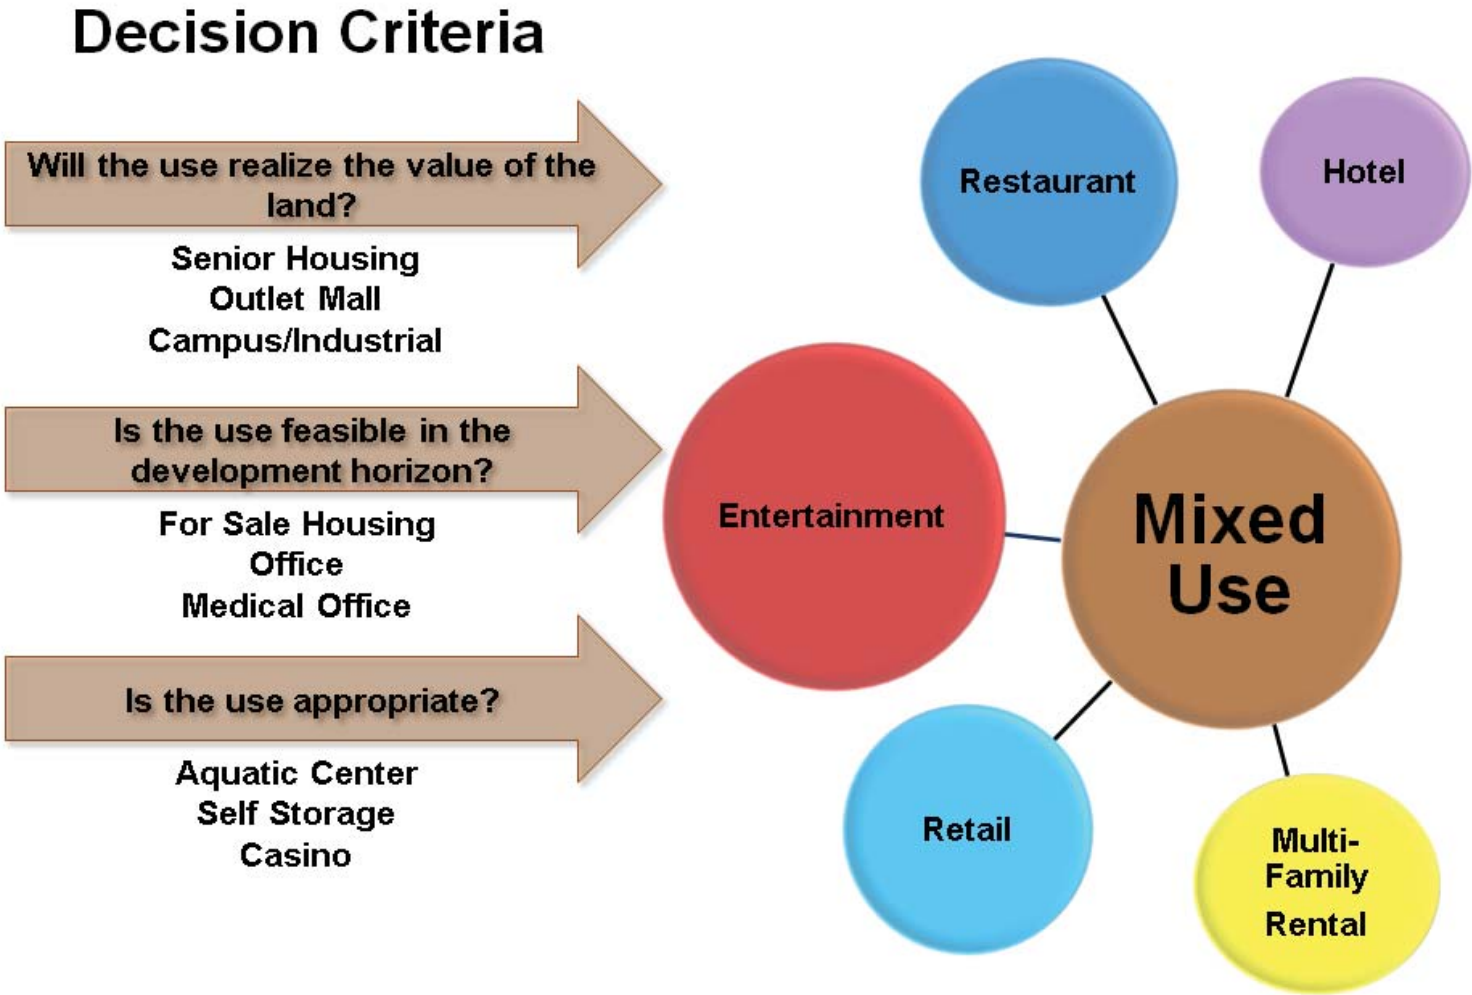 Decision Criteria
Will the use realize the value of the
land?
Senior Housing
Outlet Mall
Campus/Industrial
Is the use feasible in the
development horizon?
For Sale Housing
Office
Medical Office
Is the use appropriate?
Aquatic Center
Self Storage
Casino
Restaurant
Hotel
Entertainment
Mixed
Use
Retail
Multi-
Family
Rental